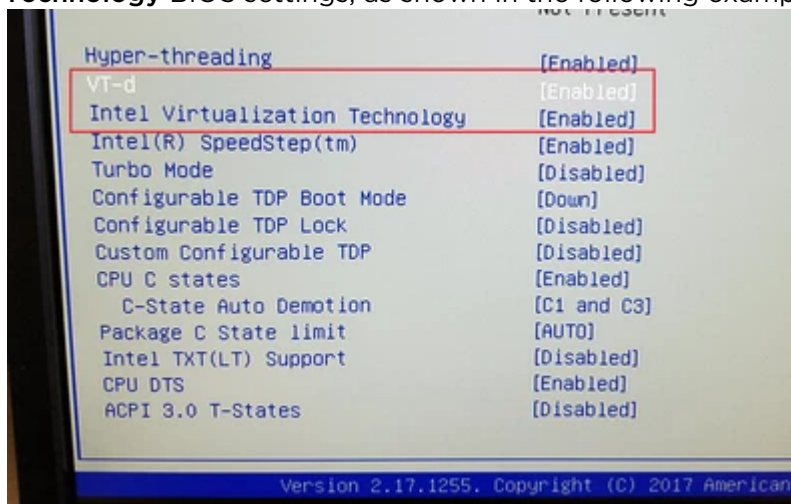 Technology BIOS settings, as shown in the following examp
Not Present
Hyper-threading [Enabled]
VT-d [Enabled]
Intel Virtualization Technology [Enabled]
Intel(R) SpeedStep(tm) [Enabled]
Turbo Mode [Disabled]
Configurable TDP Boot Mode [Down]
Configurable TDP Lock [Disabled]
Custom Configurable TDP [Disabled]
CPU C states [Enabled]
C-State Auto Demotion [C1 and C3]
Package C State limit [AUTO]
Intel TXT(LT) Support [Disabled]
CPU DTS [Enabled]
ACPI 3.0 T-States [Disabled]
Version 2.17.1255. Copyright (C) 2017 American